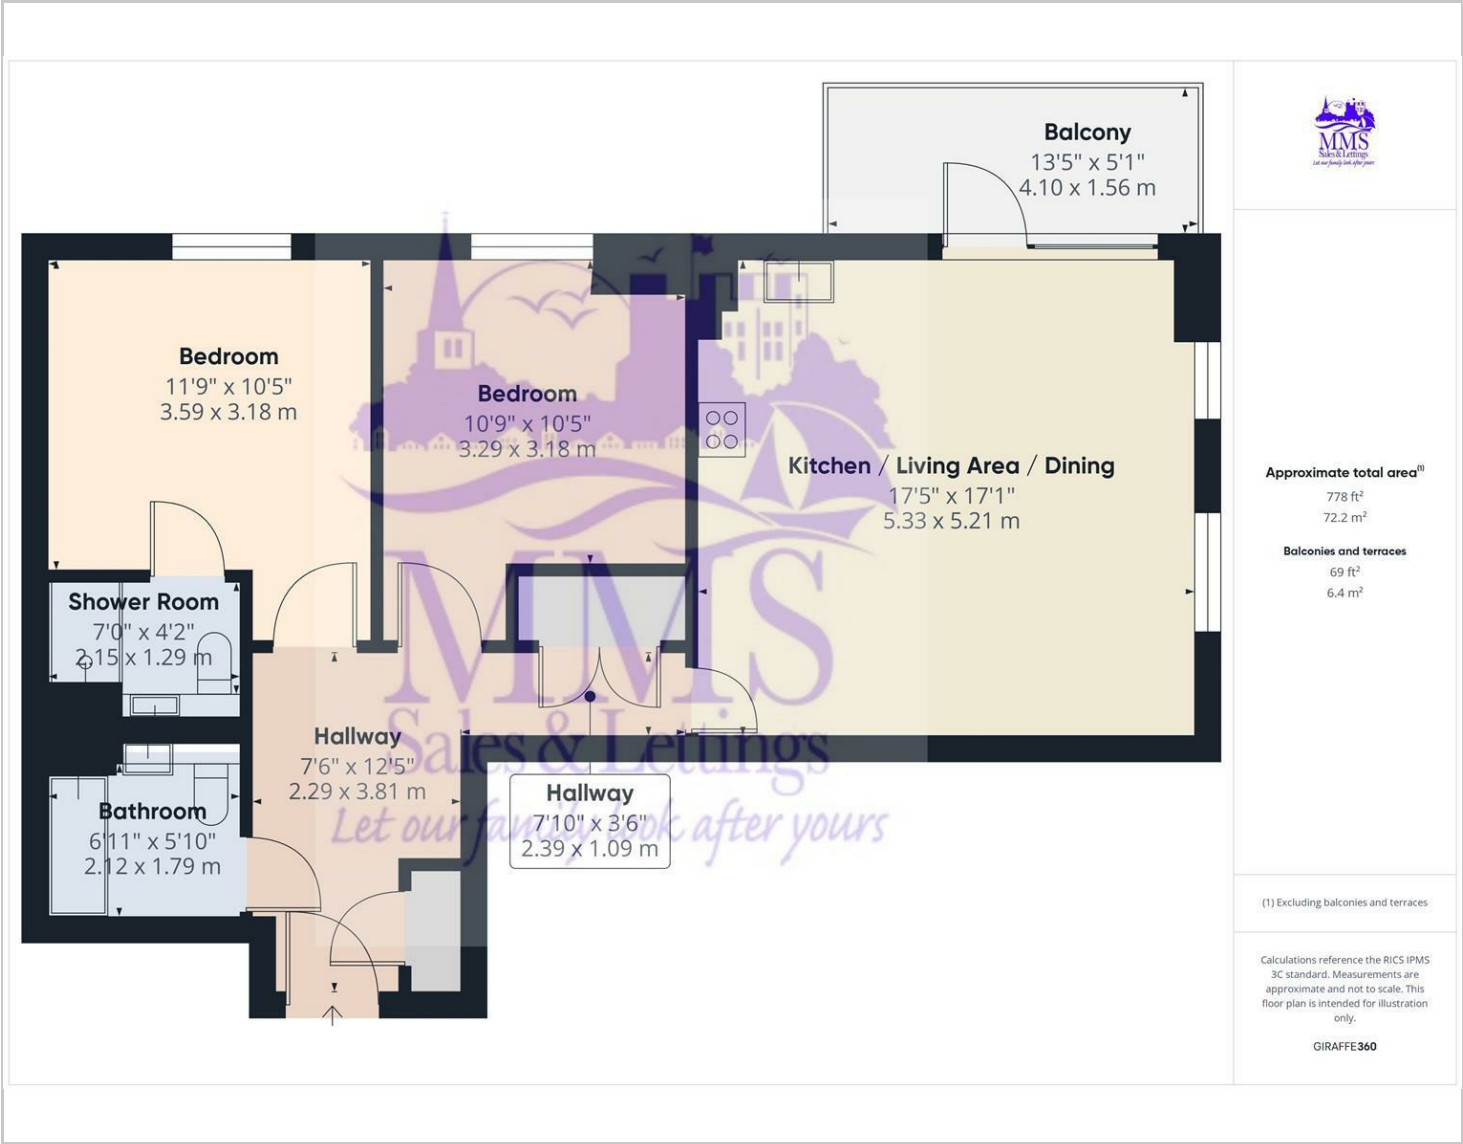 Balcony
13'5" x 5'1"
4.10 x 1.56 m
MMS
Sales & Lettings
Let our family look after yours
Bedroom
11'9" x 10'5"
3.59 x 3.18 m
Bedroom
10'9" x 10'5"
3.29 x 3.18 m
Kitchen / Living Area / Dining
17'5" x 17'1"
5.33 x 5.21 m
Approximate total area(1)
778 ft²
72.2 m²
Balconies and terraces
69 ft²
6.4 m²
Shower Room
7'0" x 4'2"
2.15 x 1.29 m
MMS
Sales & Lettings
Let our family look after yours
Hallway
7'6" x 12'5"
2.29 x 3.81 m
Hallway
7'10" x 3'6"
2.39 x 1.09 m
Bathroom
6'11" x 5'10"
2.12 x 1.79 m
(1) Excluding balconies and terraces
Calculations reference the RICS IPMS
3C standard. Measurements are
approximate and not to scale. This
floor plan is intended for illustration
only.
GIRAFFE360